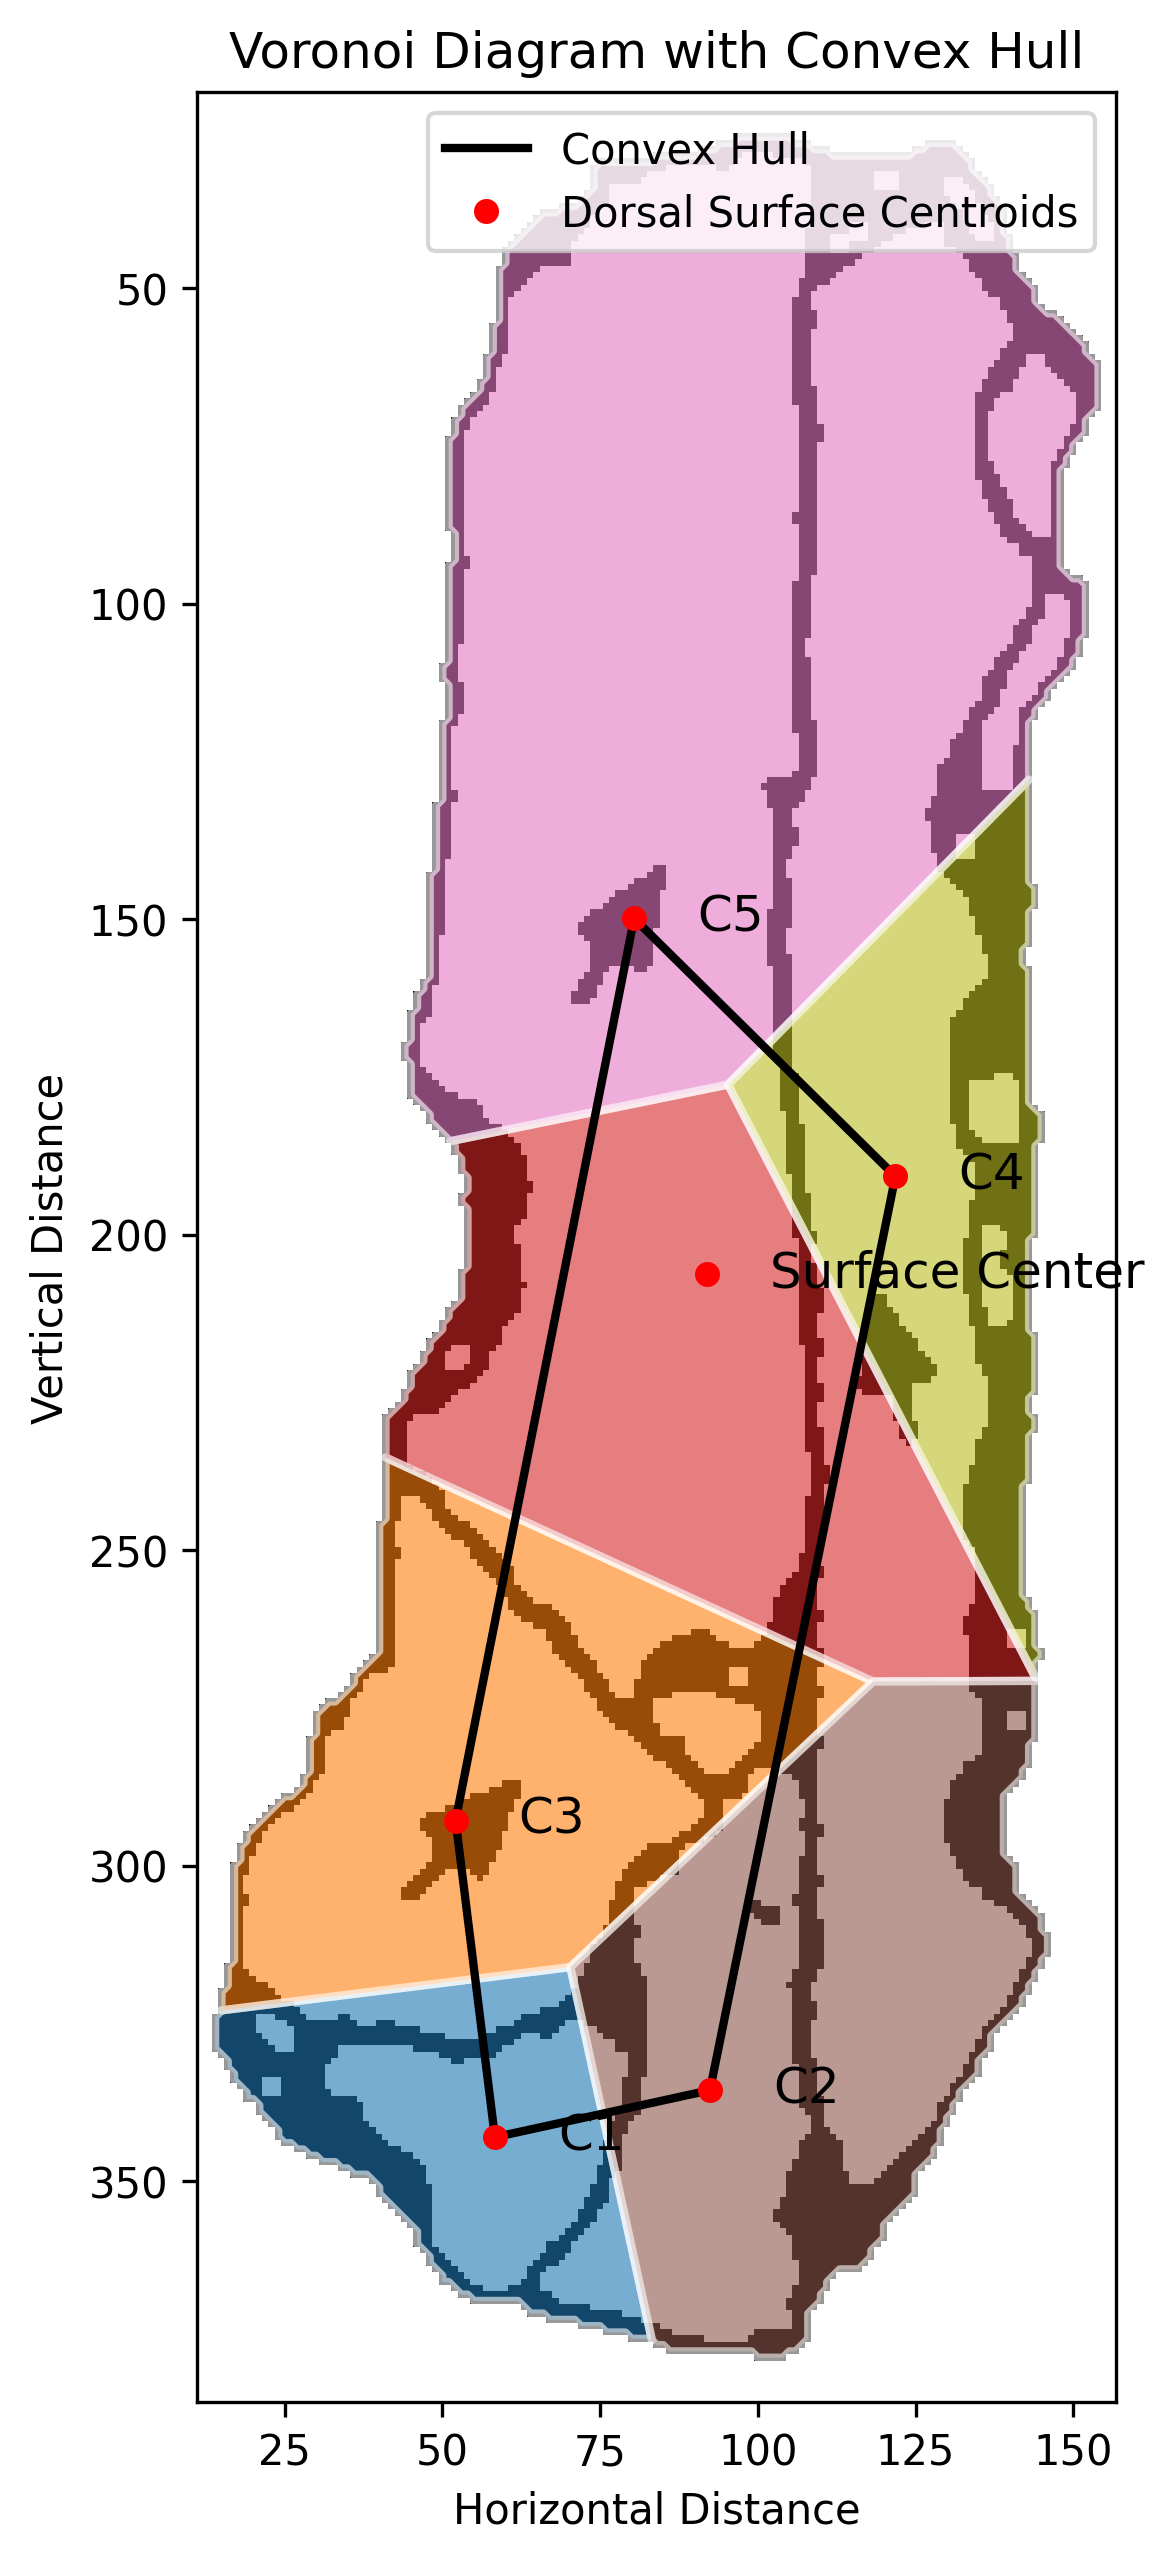 Voronoi Diagram with Convex Hull
Convex Hull
Dorsal Surface Centroids
50
100
150
200
250
300
350
Vertical Distance
C5
C4
Surface Center
C3
C2
C1
25
50
75
100
125
150
Horizontal Distance